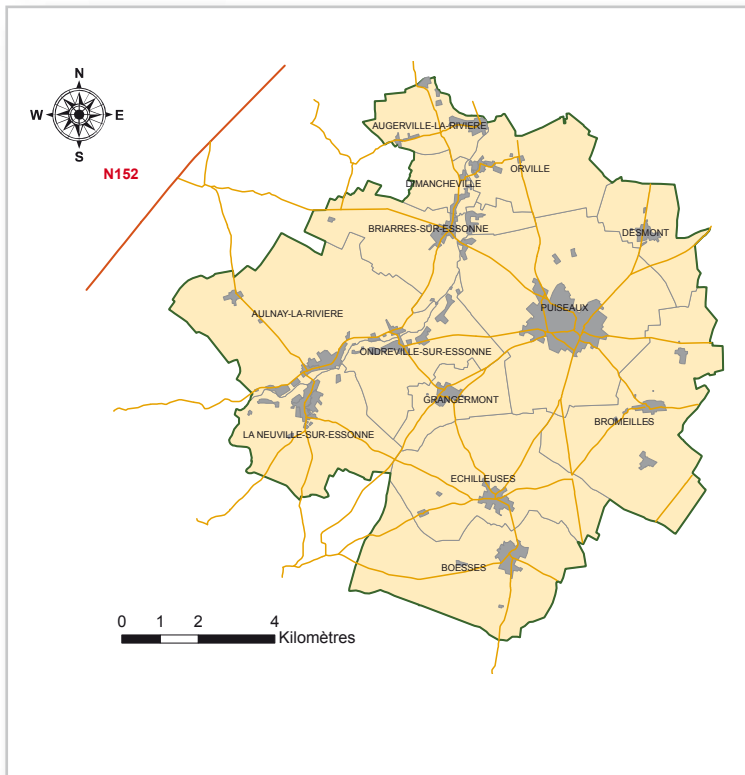 N
W
E
S
N152
AUGERVILLE-LA-RIVIERE
ORVILLE
DIMANCHEVILLE
BRIARRES-SUR-ESSONNE
DESMONT
PUISEAUX
AULNAY-LA-RIVIERE
ONDREVILLE-SUR-ESSONNE
GRANGERMONT
BROMEILLES
LA NEUVILLE-SUR-ESSONNE
ECHILLEUSES
BOESSES
0 1 2 4
Kilomètres